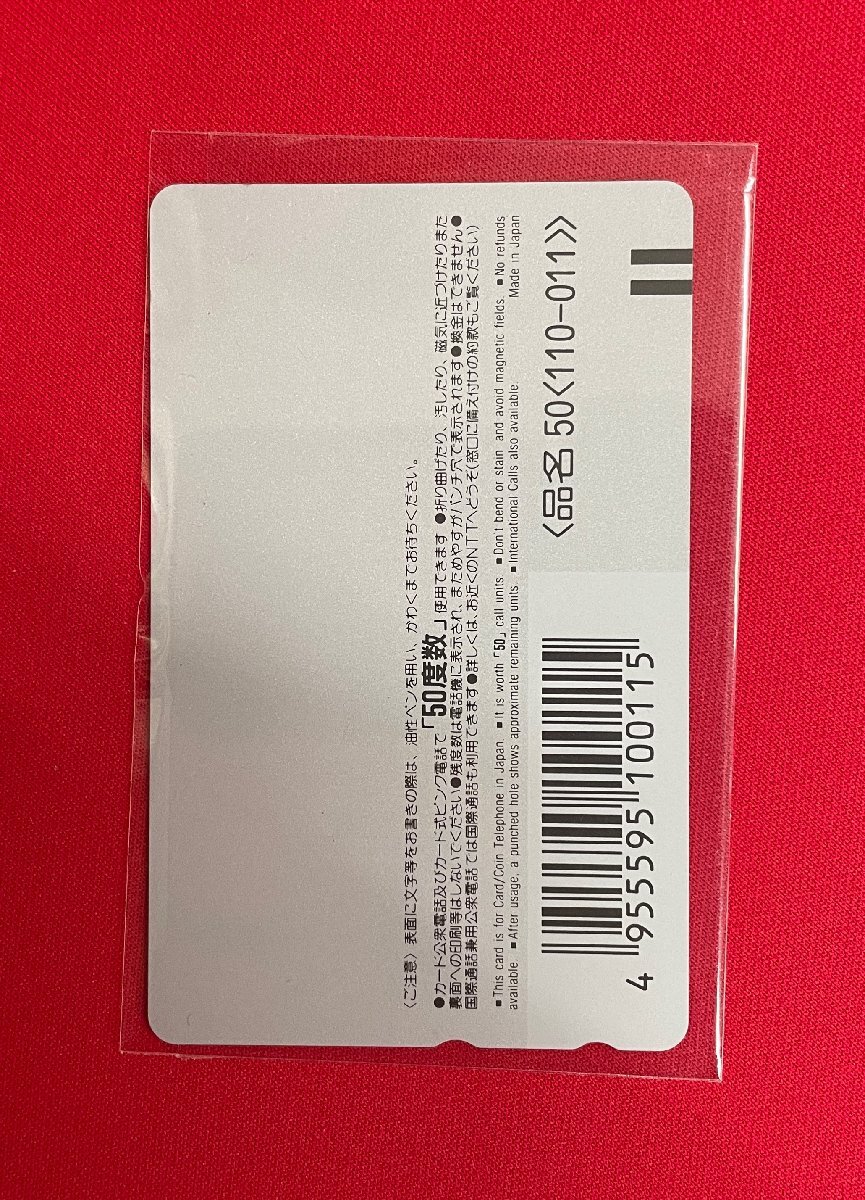 〈ご注意〉表面に文字等をお書きの際は、油性ペンを用い、かわくまでお待ちください。
●カード公衆電話及びカード式ピンク電話で「50度数」使用できます ●折り曲げたり、汚したり、磁気に近づけたりまた
裏面への印刷等はしないでください●残度数は電話機に表示され、まためやすがパンチ穴で表示されます●換金はできません●
国際通話兼用公衆電話では国際通話も利用できます●詳しくは、お近くのNTTへどうぞ(窓口に備え付けの約款もご覧ください)
■This card is for Card/Coin Telephone in Japan. ■It is worth「50」call units. ■Don't bend or stain, and avoid magnetic fields. ■No refunds
available. ■After usage, a punched hole shows approximate remaining units. ■International Calls also available. Made in Japan
〈品名 50〈110-011〉〉
4 955595 100115